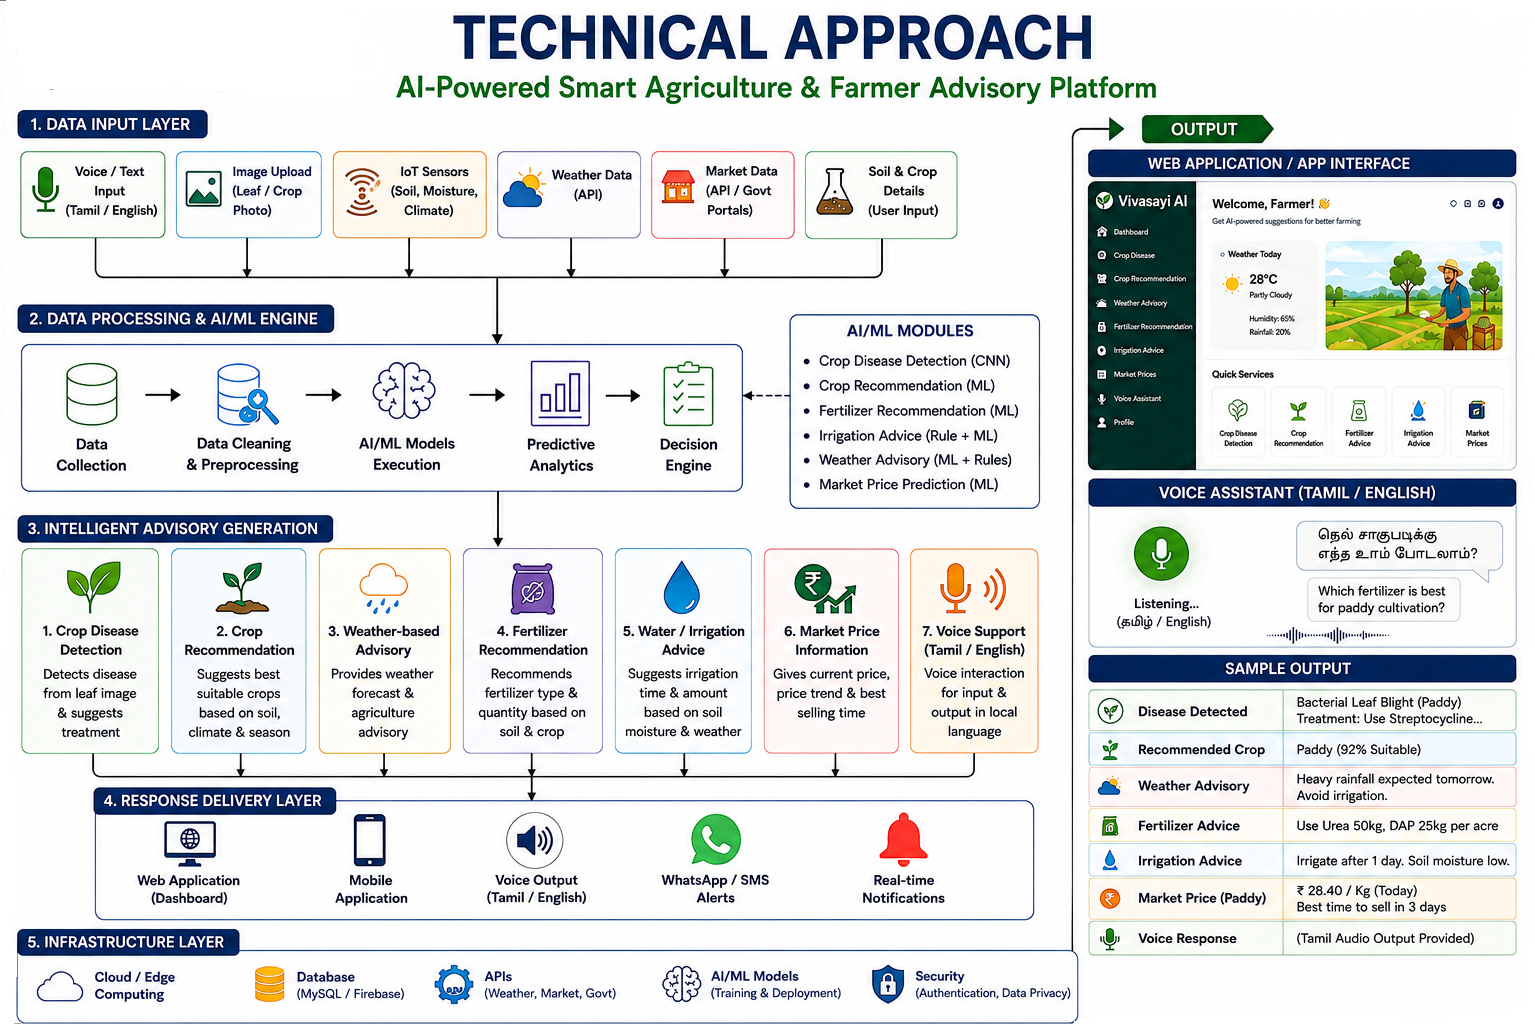 TECHNICAL APPROACH
AI-Powered Smart Agriculture & Farmer Advisory Platform
1. DATA INPUT LAYER
Voice / Text
Input
(Tamil / English)
Image Upload
(Leaf / Crop
Photo)
IoT Sensors
(Soil, Moisture,
Climate)
Weather Data
(API)
Market Data
(API / Govt
Portals)
Soil & Crop
Details
(User Input)
2. DATA PROCESSING & AI/ML ENGINE
Data
Collection
Data Cleaning
& Preprocessing
AI/ML Models
Execution
Predictive
Analytics
Decision
Engine
AI/ML MODULES
• Crop Disease Detection (CNN)
• Crop Recommendation (ML)
• Fertilizer Recommendation (ML)
• Irrigation Advice (Rule + ML)
• Weather Advisory (ML + Rules)
• Market Price Prediction (ML)
3. INTELLIGENT ADVISORY GENERATION
1. Crop Disease
Detection
Detects disease
from leaf image
& suggests
treatment
2. Crop
Recommendation
Suggests best
suitable crops
based on soil,
climate & season
3. Weather-based
Advisory
Provides weather
forecast &
agriculture
advisory
4. Fertilizer
Recommendation
Recommends
fertilizer type &
quantity based on
soil & crop
5. Water / Irrigation
Advice
Suggests irrigation
time & amount
based on soil
moisture & weather
6. Market Price
Information
Gives current price,
price trend & best
selling time
7. Voice Support
(Tamil / English)
Voice interaction
for input &
output in local
language
4. RESPONSE DELIVERY LAYER
Web Application
(Dashboard)
Mobile
Application
Voice Output
(Tamil / English)
WhatsApp / SMS
Alerts
Real-time
Notifications
5. INFRASTRUCTURE LAYER
Cloud / Edge
Computing
Database
(MySQL / Firebase)
APIs
(Weather, Market, Govt)
AI/ML Models
(Training & Deployment)
Security
(Authentication, Data Privacy)
OUTPUT
WEB APPLICATION / APP INTERFACE
Vivasayi AI
Dathboard
Crop Disease
Crop Recommendation
Weather Advisory
Fertilizer Recommendation
Irrigation Advice
Market Prices
Voice Assistant
Profile
Welcome, Farmer!
Get AI-powered suggestions for better farming
Weather Today
28°C
Partly Cloudy
Humidity: 65%
Rainfall: 20%
Quick Services
Crop Disease
Detection
Crop
Recommendation
Fertilizer
Advice
Irrigation
Advice
Market
Prices
VOICE ASSISTANT (TAMIL / ENGLISH)
Listening...
(தமிழ் / English)
நெல் சாகுபடிக்கு
எந்த உாம் போடலாம்?
Which fertilizer is best
for paddy cultivation?
SAMPLE OUTPUT
Disease Detected
Bacterial Leaf Blight (Paddy)
Treatment: Use Streptocycline...
Recommended Crop
Paddy (92% Suitable)
Weather Advisory
Heavy rainfall expected tomorrow.
Avoid irrigation.
Fertilizer Advice
Use Urea 50kg, DAP 25kg per acre
Irrigation Advice
Irrigate after 1 day. Soil moisture low.
Market Price (Paddy)
₹ 28.40 / Kg (Today)
Best time to sell in 3 days
Voice Response
(Tamil Audio Output Provided)